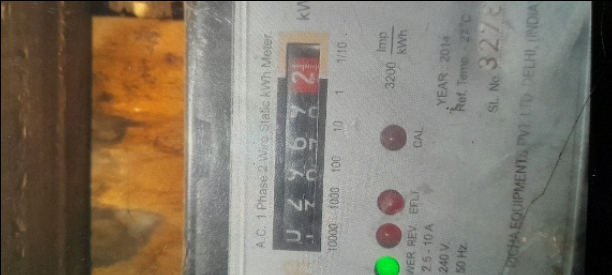 A.C. 1 Phase 2 Wire Static kWh Meter
kW
10000 1000 100 10 1 1/10
3200 Imp/kWh
CAL
REV. EFL
2.5 - 10 A
240 V.
50 Hz
YEAR 2014
Ref. Temp. 27°C
SL No. 327
EQUIPMENTS PVT LTD DELHI, (INDIA